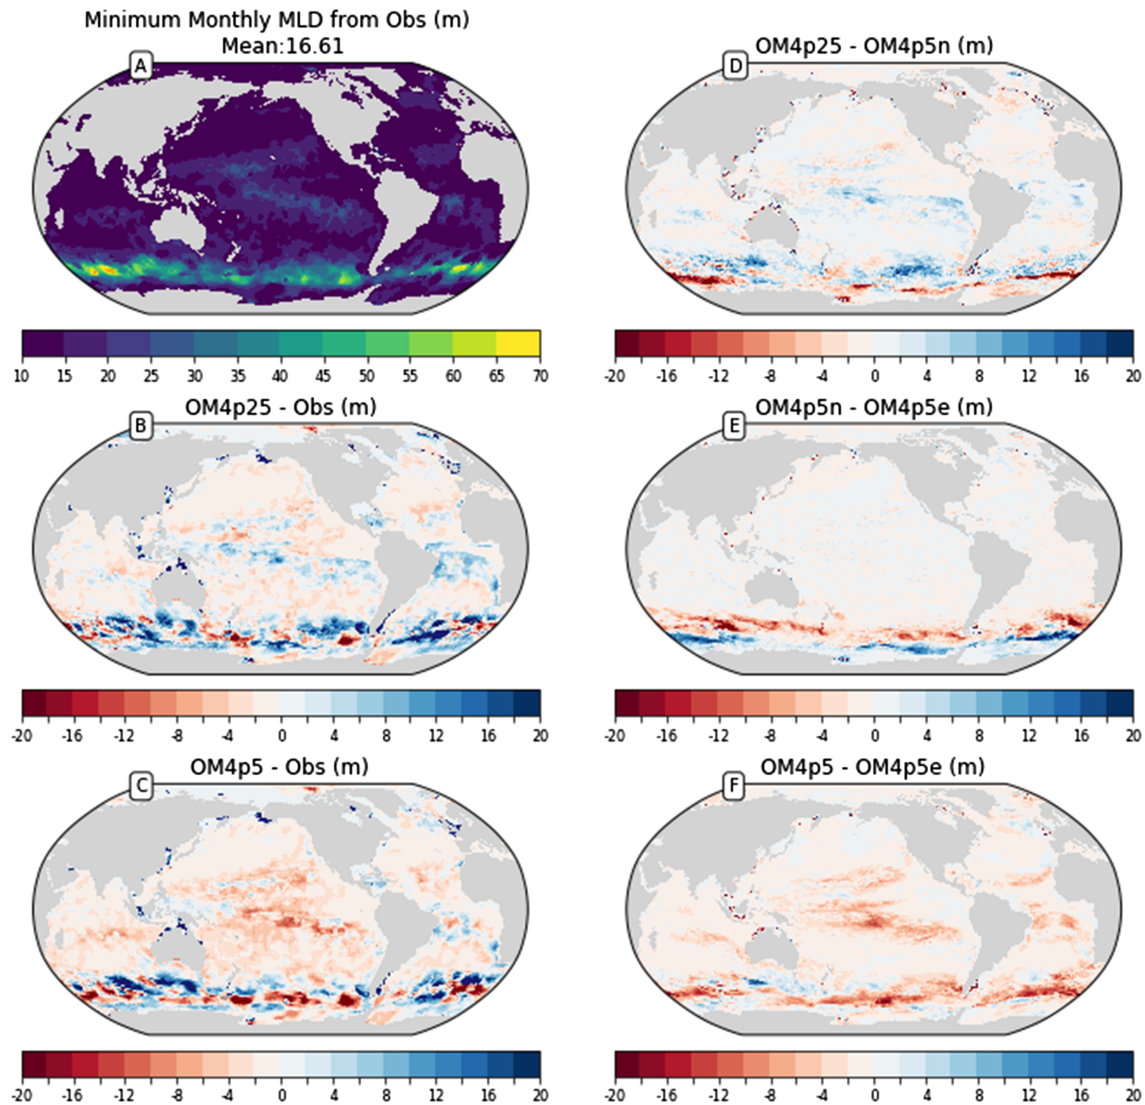 Minimum Monthly MLD from Obs (m)
Mean:16.61
A
10 15 20 25 30 35 40 45 50 55 60 65 70
OM4p25 - OM4p5n (m)
D
-20 -16 -12 -8 -4 0 4 8 12 16 20
OM4p25 - Obs (m)
B
-20 -16 -12 -8 -4 0 4 8 12 16 20
OM4p5n - OM4p5e (m)
E
-20 -16 -12 -8 -4 0 4 8 12 16 20
OM4p5 - Obs (m)
C
-20 -16 -12 -8 -4 0 4 8 12 16 20
OM4p5 - OM4p5e (m)
F
-20 -16 -12 -8 -4 0 4 8 12 16 20